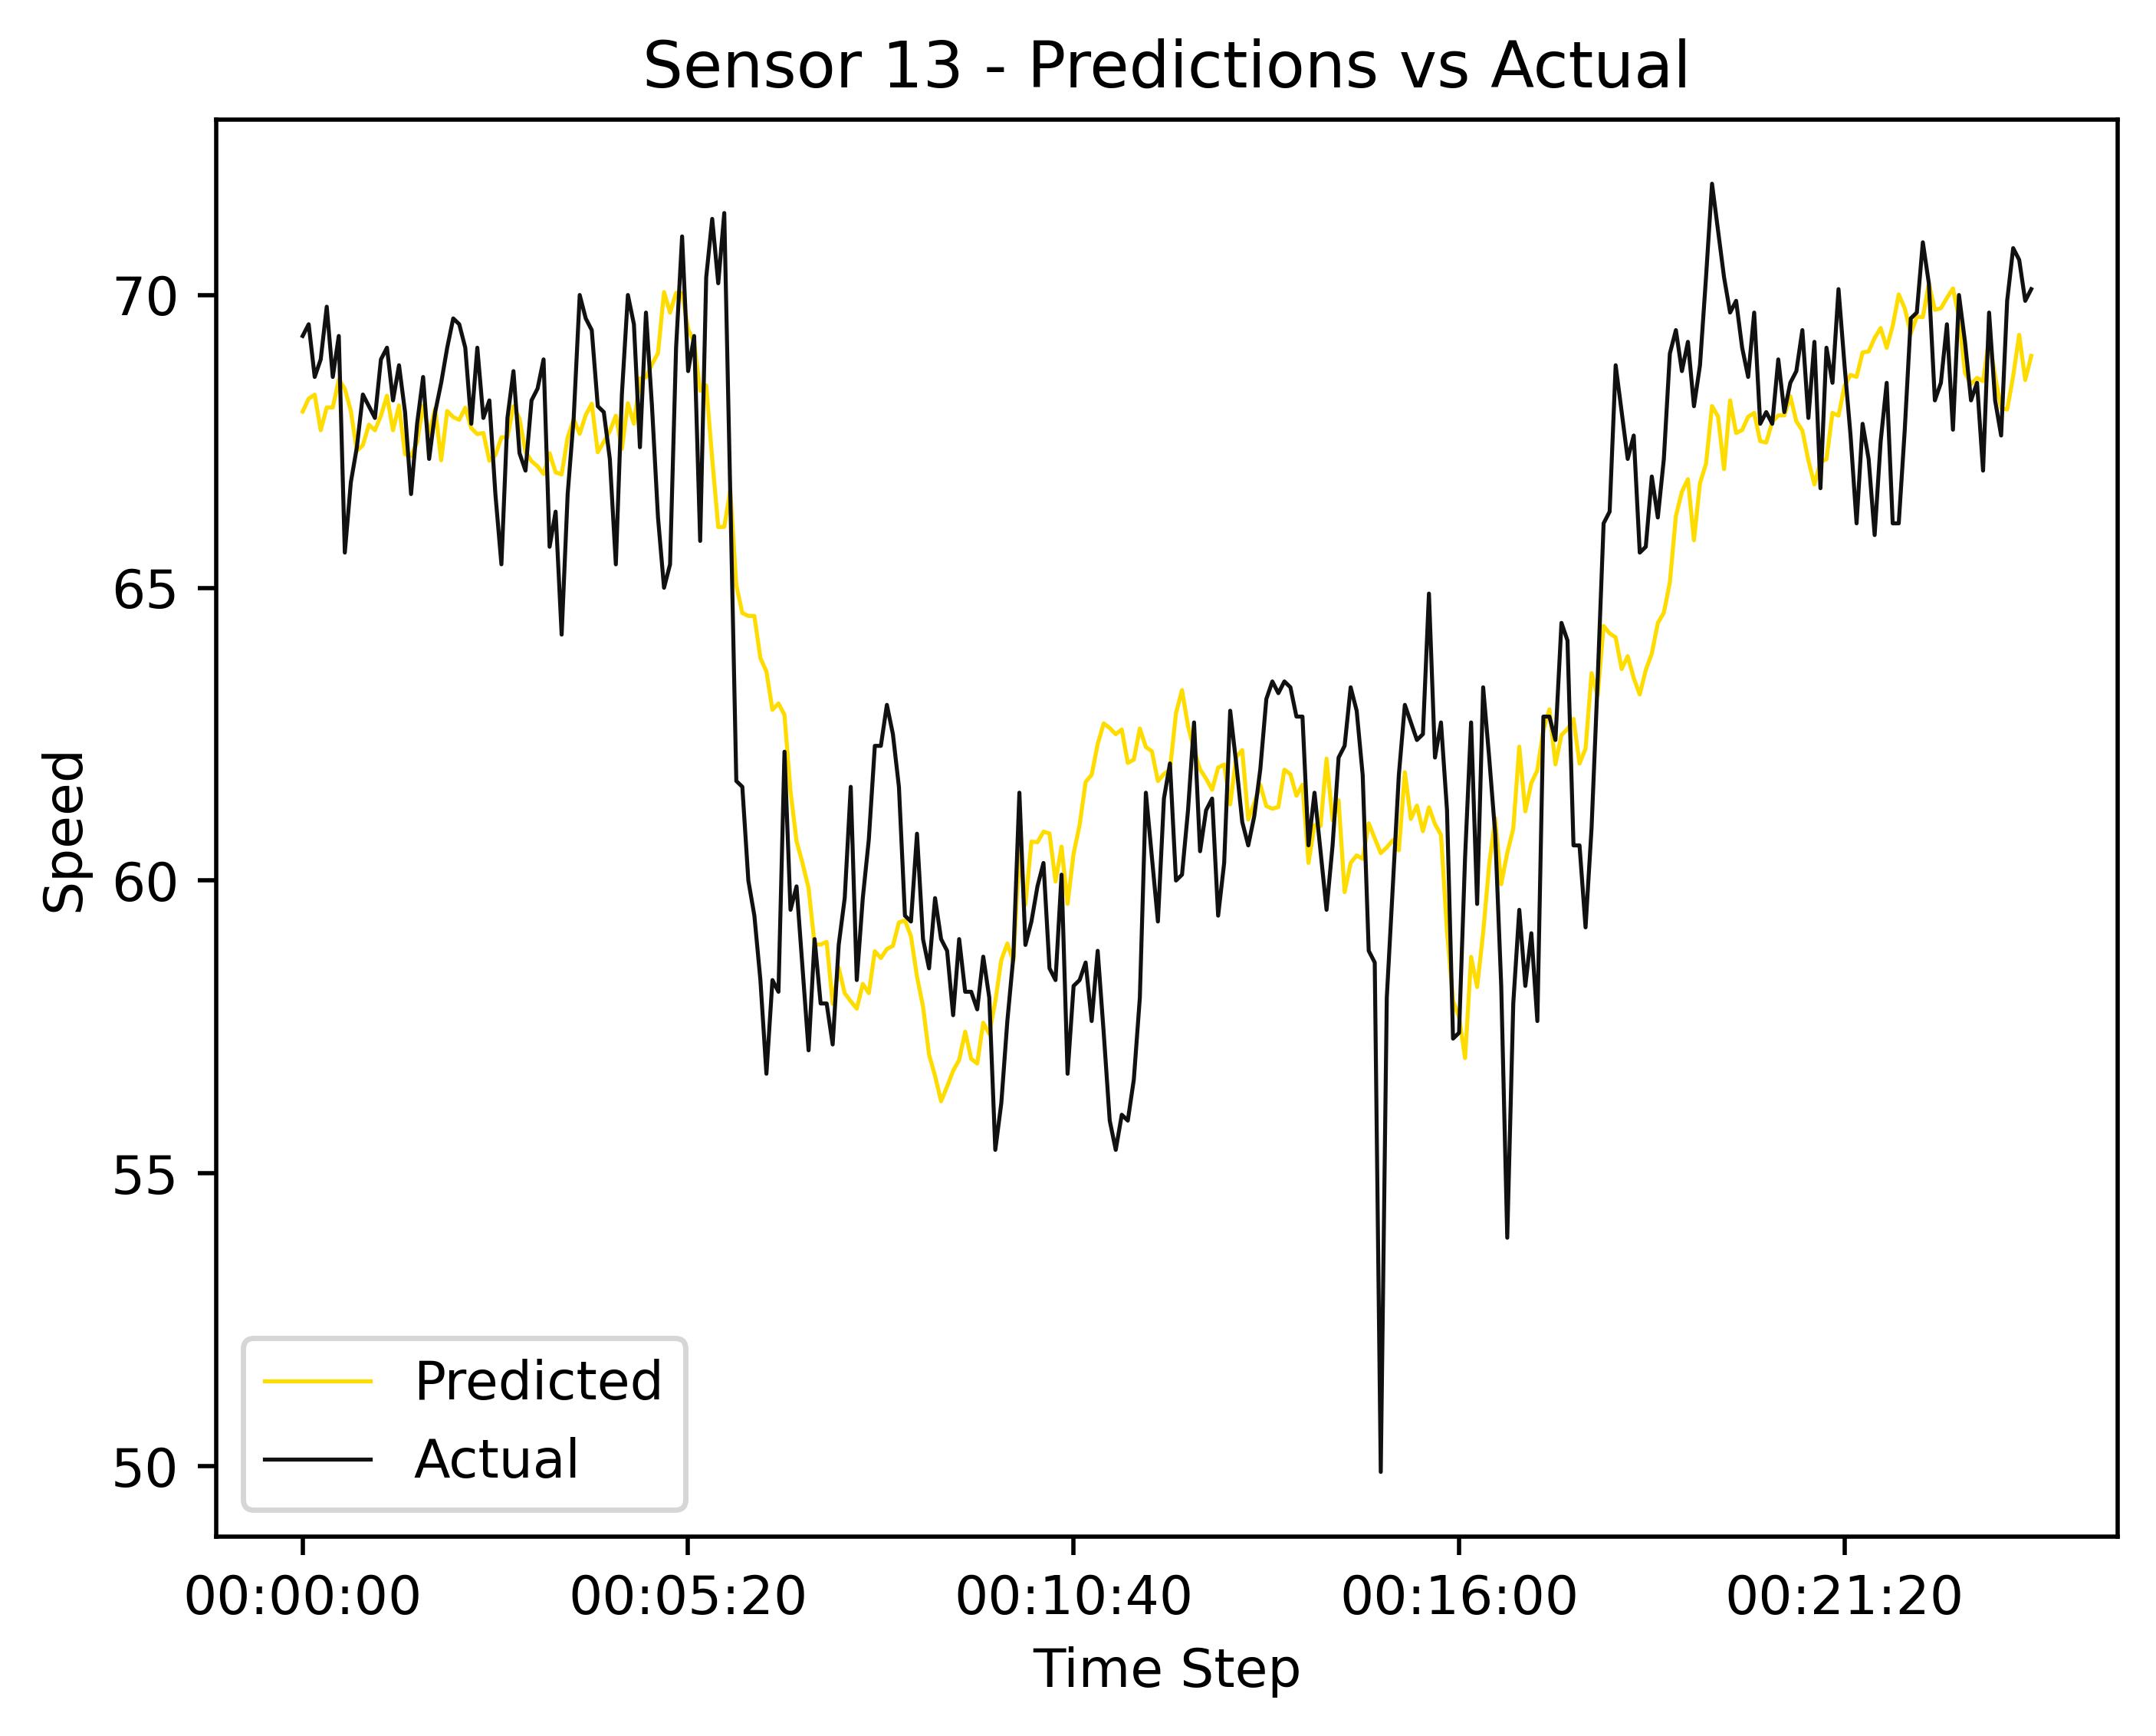 Sensor 13 - Predictions vs Actual
Speed
70
65
60
55
50
Predicted
Actual
00:00:00 00:05:20 00:10:40 00:16:00 00:21:20
Time Step